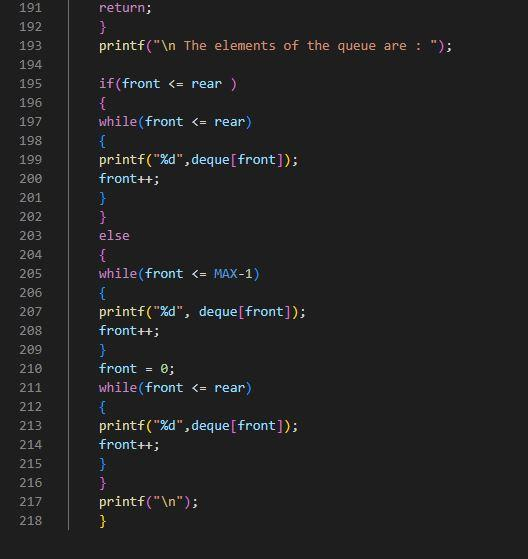 191 return;
192 }
193 printf("\n The elements of the queue are : ");
194
195 if(front <= rear )
196 {
197 while(front <= rear)
198 {
199 printf("%d",deque[front]);
200 front++;
201 }
202 }
203 else
204 {
205 while(front <= MAX-1)
206 {
207 printf("%d", deque[front]);
208 front++;
209 }
210 front = 0;
211 while(front <= rear)
212 {
213 printf("%d",deque[front]);
214 front++;
215 }
216 }
217 printf("\n");
218 }